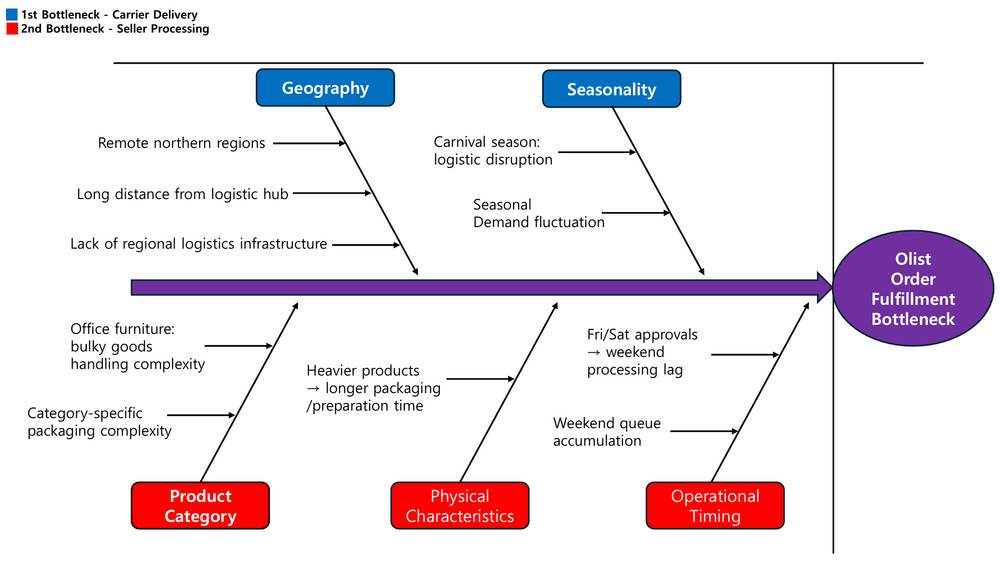 1st Bottleneck - Carrier Delivery
2nd Bottleneck - Seller Processing
Geography
Seasonality
Remote northern regions
Long distance from logistic hub
Lack of regional logistics infrastructure
Carnival season:
logistic disruption
Seasonal
Demand fluctuation
Olist
Order
Fulfillment
Bottleneck
Office furniture:
bulky goods
handling complexity
Category-specific
packaging complexity
Heavier products
→ longer packaging
/preparation time
Fri/Sat approvals
→ weekend
processing lag
Weekend queue
accumulation
Product
Category
Physical
Characteristics
Operational
Timing